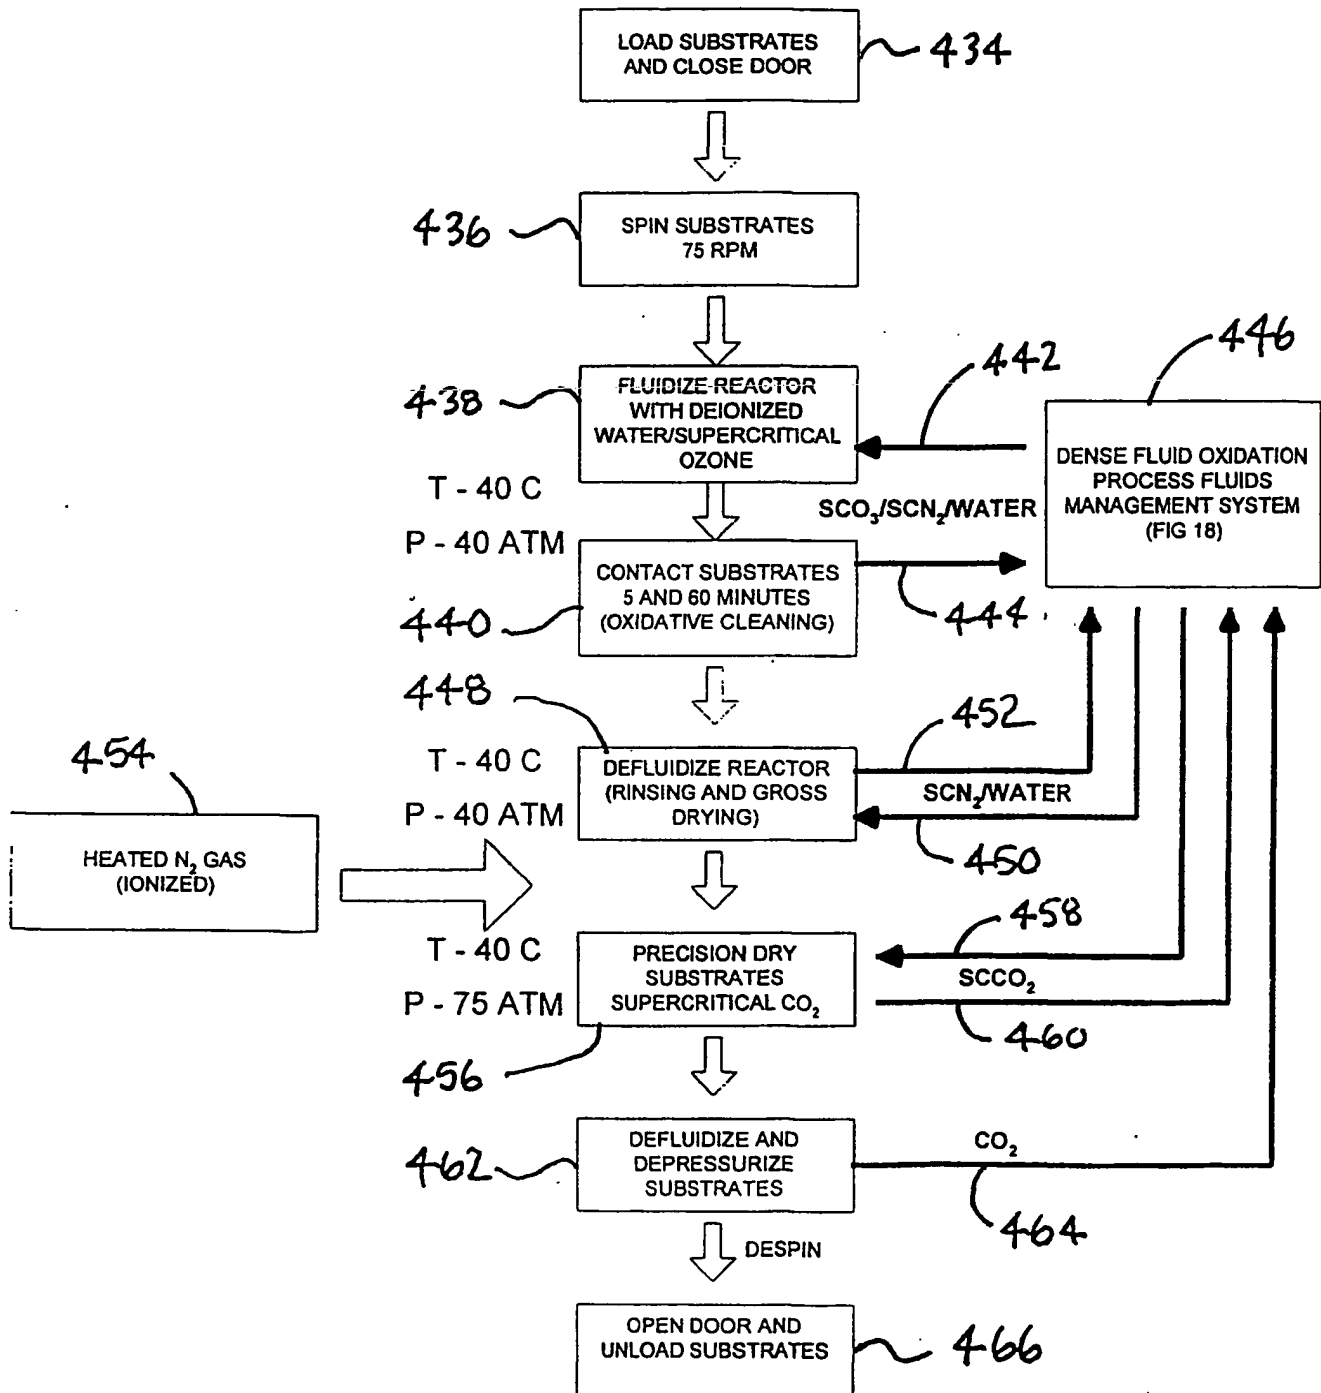 LOAD SUBSTRATES
AND CLOSE DOOR
434
436
SPIN SUBSTRATES
75 RPM
438
FLUIDIZE REACTOR
WITH DEIONIZED
WATER/SUPERCRITICAL
OZONE
442
446
DENSE FLUID OXIDATION
PROCESS FLUIDS
MANAGEMENT SYSTEM
(FIG 18)
T - 40 C
P - 40 ATM
SCO₃/SCN₂/WATER
440
CONTACT SUBSTRATES
5 AND 60 MINUTES
(OXIDATIVE CLEANING)
444
448
452
454
T - 40 C
P - 40 ATM
DEFLUIDIZE REACTOR
(RINSING AND GROSS
DRYING)
SCN₂/WATER
450
HEATED N₂ GAS
(IONIZED)
T - 40 C
P - 75 ATM
PRECISION DRY
SUBSTRATES
SUPERCRITICAL CO₂
458
SCCO₂
460
456
462
DEFLUIDIZE AND
DEPRESSURIZE
SUBSTRATES
CO₂
464
DESPIN
OPEN DOOR AND
UNLOAD SUBSTRATES
466